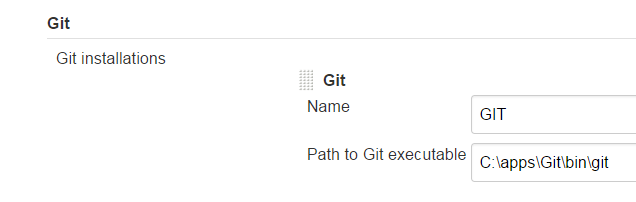 Git
Git installations
Git
Name
GIT
Path to Git executable
C:\apps\Git\bin\git